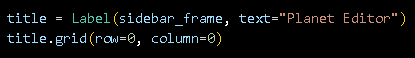 title = Label(sidebar_frame, text="Planet Editor")
title.grid(row=0, column=0)